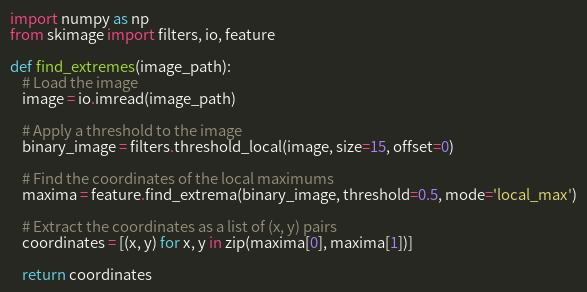 import numpy as np
from skimage import filters, io, feature

def find_extremes(image_path):
    # Load the image
    image = io.imread(image_path)

    # Apply a threshold to the image
    binary_image = filters.threshold_local(image, size=15, offset=0)

    # Find the coordinates of the local maximums
    maxima = feature.find_extrema(binary_image, threshold=0.5, mode='local_max')

    # Extract the coordinates as a list of (x, y) pairs
    coordinates = [(x, y) for x, y in zip(maxima[0], maxima[1])]

    return coordinates